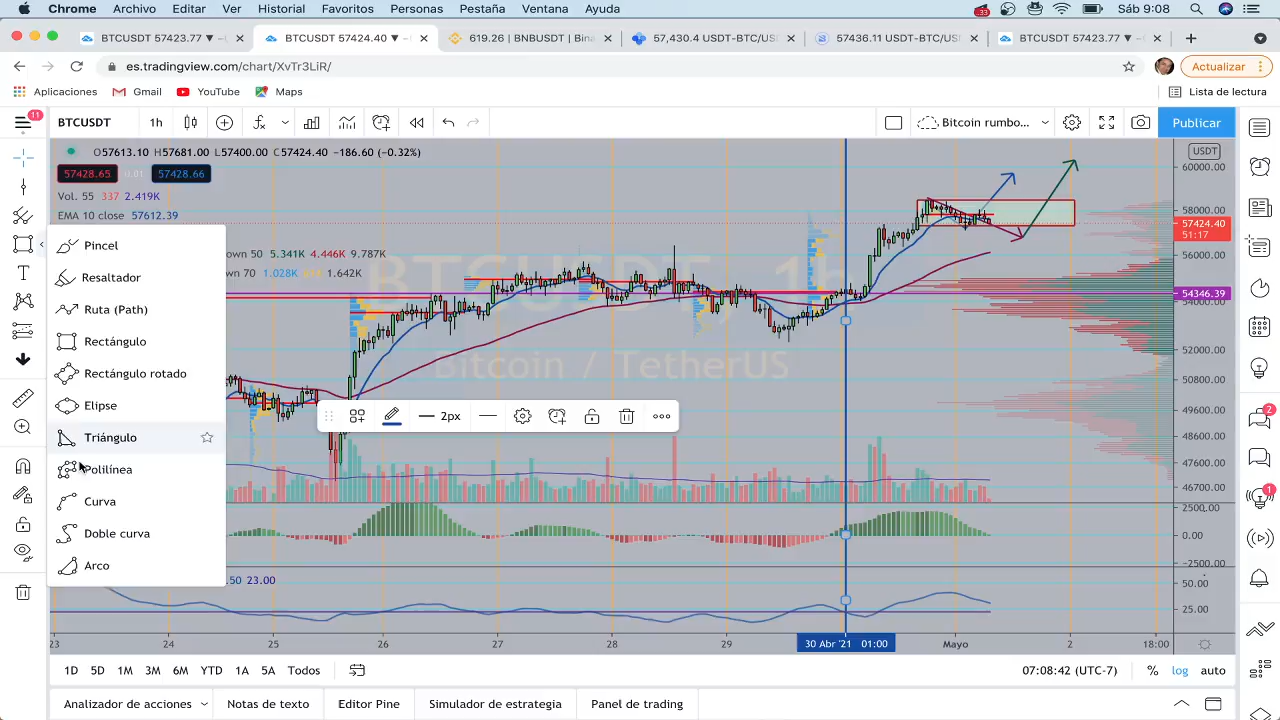 Chrome Archivo Editar Ver Historial Favoritos Personas Pestaña Ventana Ayuda 33 Sáb 9:08
BTCUSDT 57423.77 ▼ – BTCUSDT 57424.40 ▼ 619.26 | BNBUSDT | Bina 57,430.4 USDT-BTC/USD 57436.11 USDT-BTC/US BTCUSDT 57423.77 ▼ –
es.tradingview.com/chart/XvTr3LiR/ Actualizar
Aplicaciones Gmail YouTube Maps Lista de lectura
11 BTCUSDT 1h Bitcoin rumbo... Publicar
O57613.10 H57681.00 L57400.00 C57424.40 -186.60 (-0.32%) USDT
57428.65 0.01 57428.66
Vol. 55 337 2.419K
EMA 10 close 57612.39
own 50 5.341K 4.446K 9.787K
own 70 1.028K 614 1.642K
BTCUSDT, 1h
Bitcoin / TetherUS
Pincel
Resaltador
Ruta (Path)
Rectángulo
Rectángulo rotado
Elipse
Triángulo
Polilínea
Curva
Doble curva
Arco
2px
60000.00
58000.00
57424.40
51:17
56000.00
54346.39
54000.00
52000.00
50800.00
49600.00
48600.00
47600.00
46700.00
2500.00
0.00
-2500.00
50.00
25.00
2
1
.50 23.00
23 24 25 26 27 28 29 30 Abr '21 01:00 Mayo 2 18:00
1D 5D 1M 3M 6M YTD 1A 5A Todos 07:08:42 (UTC-7) % log auto
Analizador de acciones Notas de texto Editor Pine Simulador de estrategia Panel de trading